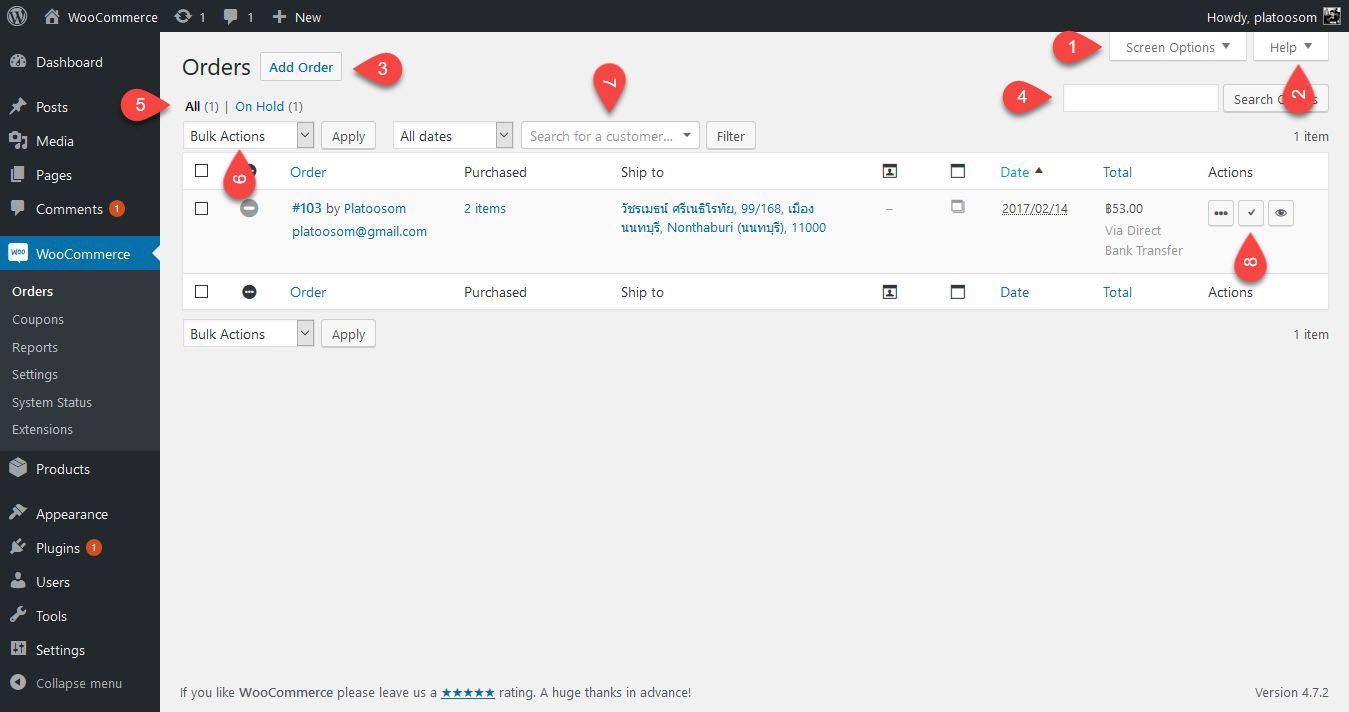 WooCommerce 1 1 New
Howdy, platoosom
Dashboard
Posts
Media
Pages
Comments 1
WooCommerce
Orders
Coupons
Reports
Settings
System Status
Extensions
Products
Appearance
Plugins 1
Users
Tools
Settings
Collapse menu
1 Screen Options Help
2
Orders Add Order 3
5 All (1) | On Hold (1)
7
4 Search
Bulk Actions Apply All dates Search for a customer... Filter 1 item
6
Order Purchased Ship to Date Total Actions
#103 by Platoosom 2 items วัชรเมธน์ ศรีเนธิโรทัย, 99/168, เมือง – 2017/02/14 ฿53.00
platoosom@gmail.com นนทบุรี, Nonthaburi (นนทบุรี), 11000 Via Direct
Bank Transfer
8
Order Purchased Ship to Date Total Actions
Bulk Actions Apply 1 item
If you like WooCommerce please leave us a ★★★★★ rating. A huge thanks in advance! Version 4.7.2